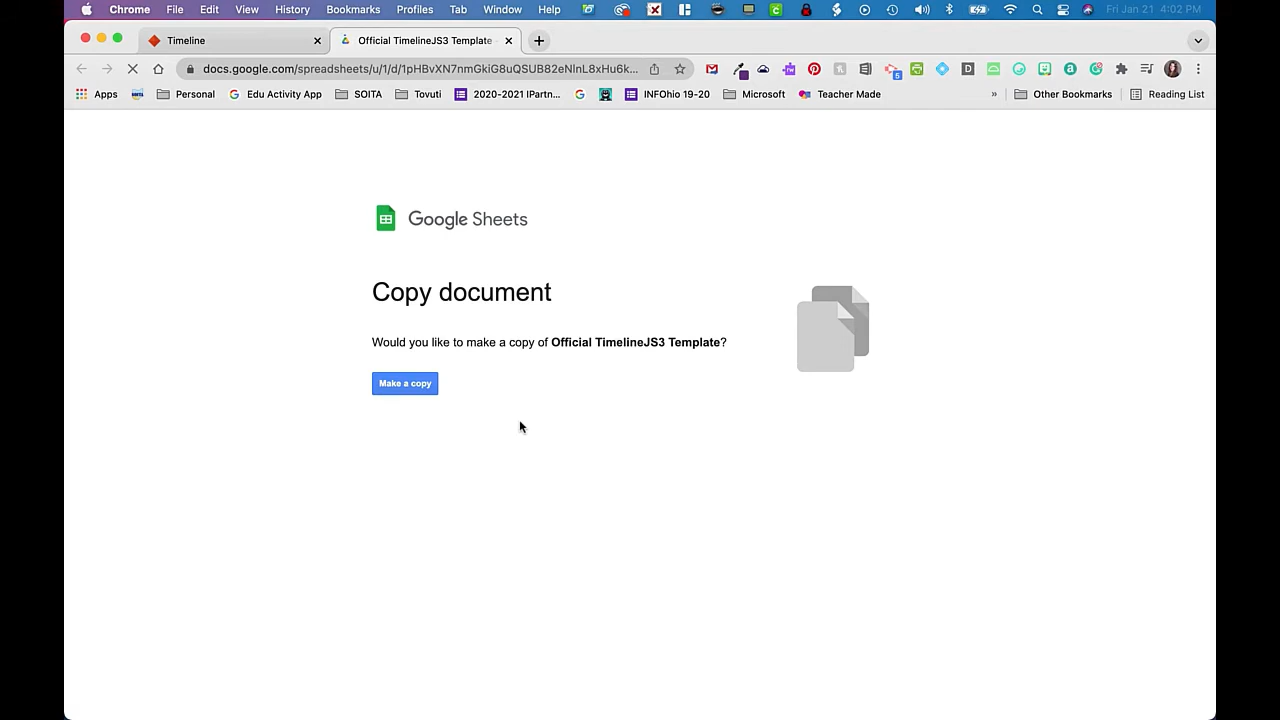 Chrome File Edit View History Bookmarks Profiles Tab Window Help Fri Jan 21 4:02 PM
Timeline Official TimelineJS3 Template -
docs.google.com/spreadsheets/u/1/d/1pHBvXN7nmGkiG8uQSUB82eNlnL8xHu6k... 5
Apps Personal Edu Activity App SOITA Tovuti 2020-2021 IPartn... INFOhio 19-20 Microsoft Teacher Made » Other Bookmarks Reading List
Google Sheets
Copy document
Would you like to make a copy of Official TimelineJS3 Template?
Make a copy